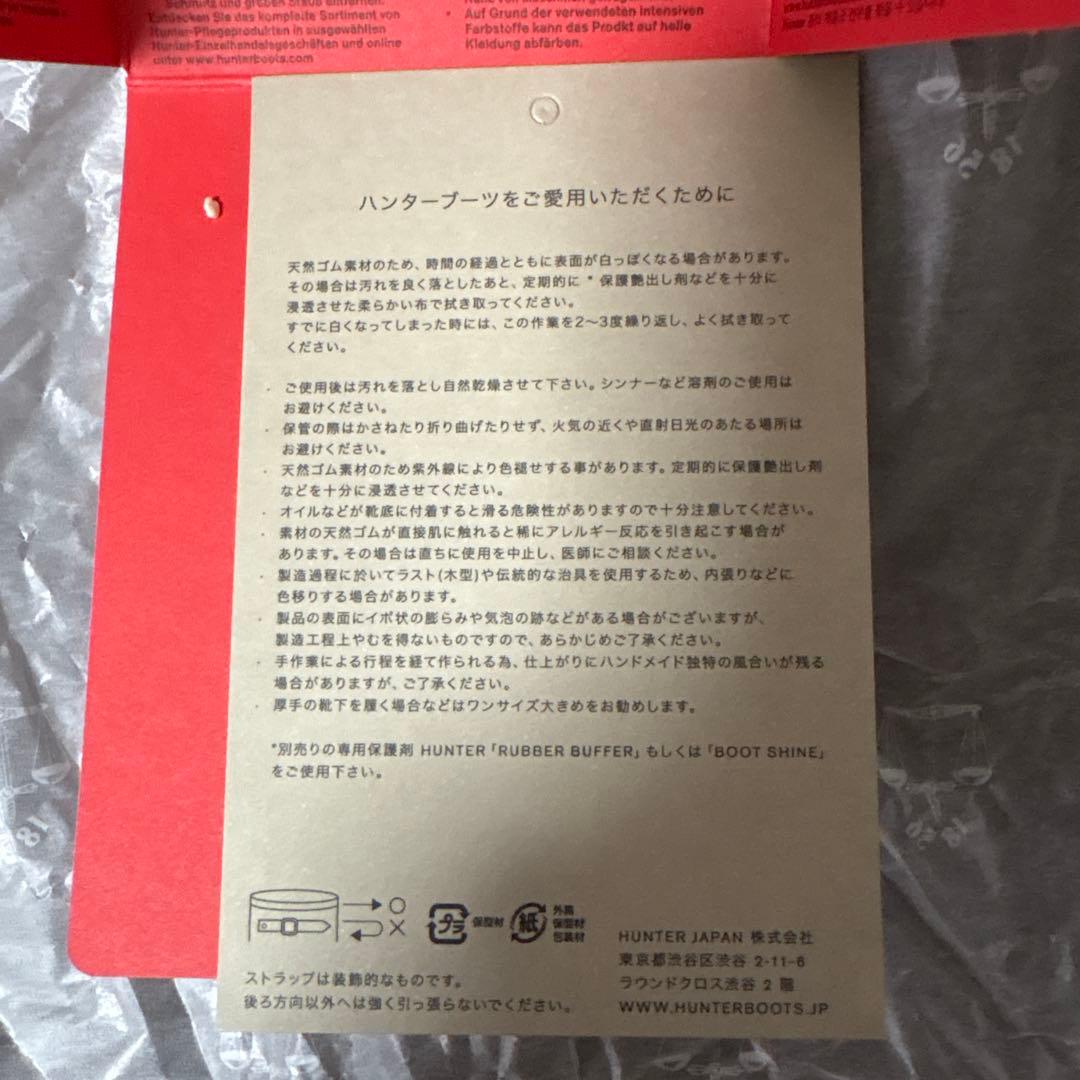 Schmutz und groben Staub entfernen.
Entdecken Sie das komplette Sortiment von
Hunter-Pflegeprodukten in ausgewählten
Hunter-Einzelhandelsgeschäften und online
unter www.hunterboots.com
Auf Grund der verwendeten intensiven
Farbstoffe kann das Prodkt auf helle
Kleidung abfärben.
ハンターブーツをご愛用いただくために
天然ゴム素材のため、時間の経過とともに表面が白っぽくなる場合があります。
その場合は汚れを良く落としたあと、定期的に * 保護艶出し剤などを十分に
浸透させた柔らかい布で拭き取ってください。
すでに白くなってしまった時には、この作業を2〜3度繰り返し、よく拭き取って
ください。
・ご使用後は汚れを落とし自然乾燥させて下さい。シンナーなど溶剤のご使用は
お避けください。
・保管の際はかさねたり折り曲げたりせず、火気の近くや直射日光のあたる場所は
お避けください。
・天然ゴム素材のため紫外線により色褪せする事があります。定期的に保護艶出し剤
などを十分に浸透させてください。
・オイルなどが靴底に付着すると滑る危険性がありますので十分注意してください。
・素材の天然ゴムが直接肌に触れると稀にアレルギー反応を引き起こす場合が
あります。その場合は直ちに使用を中止し、医師にご相談ください。
・製造過程に於いてラスト(木型)や伝統的な治具を使用するため、内張りなどに
色移りする場合があります。
・製品の表面にイボ状の膨らみや気泡の跡などがある場合がございますが、
製造工程上やむを得ないものですので、あらかじめご了承ください。
・手作業による行程を経て作られる為、仕上がりにハンドメイド独特の風合いが残る
場合がありますが、ご了承ください。
・厚手の靴下を履く場合などはワンサイズ大きめをお勧めします。
*別売りの専用保護剤 HUNTER「RUBBER BUFFER」もしくは「BOOT SHINE」
をご使用下さい。
プラ 保型材
紙 外箱
保型材
包装材
ストラップは装飾的なものです。
後ろ方向以外へは強く引っ張らないでください。
HUNTER JAPAN 株式会社
東京都渋谷区渋谷 2-11-6
ラウンドクロス渋谷 2 階
WWW.HUNTERBOOTS.JP